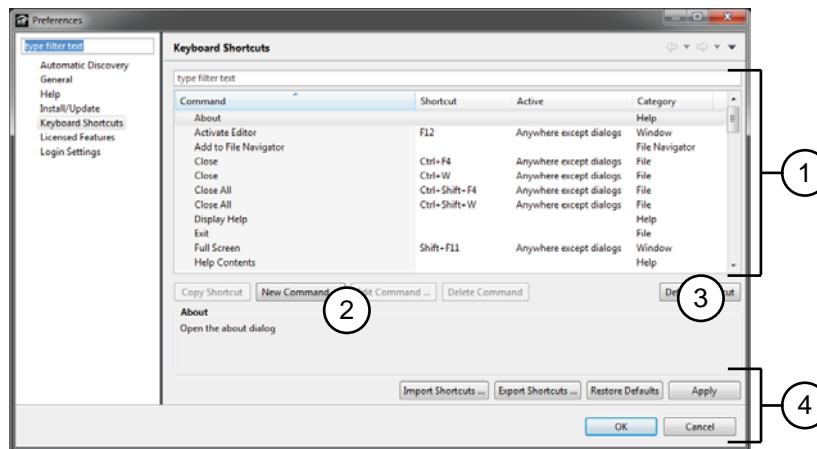 Preferences
type filter text
Automatic Discovery
General
Help
Install/Update
Keyboard Shortcuts
Licensed Features
Login Settings
Keyboard Shortcuts
type filter text
Command Shortcut Active Category
About Help
Activate Editor F12 Anywhere except dialogs Window
Add to File Navigator File Navigator
Close Ctrl+F4 Anywhere except dialogs File
Close Ctrl+W Anywhere except dialogs File
Close All Ctrl+Shift+F4 Anywhere except dialogs File
Close All Ctrl+Shift+W Anywhere except dialogs File
Display Help Help
Exit File
Full Screen Shift+F11 Anywhere except dialogs Window
Help Contents Help
1
Copy Shortcut New Command Command ... Delete Command
2
3
About
Open the about dialog
Import Shortcuts ... Export Shortcuts ... Restore Defaults Apply
4
OK Cancel